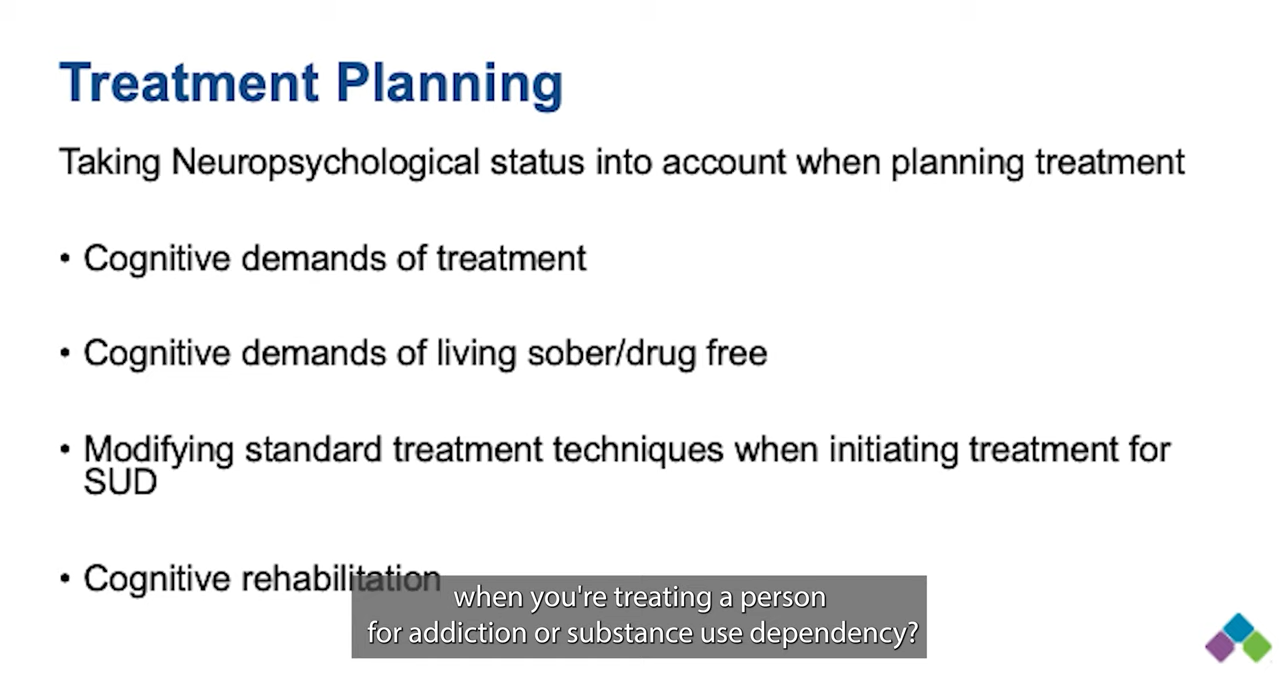 Treatment Planning
Taking Neuropsychological status into account when planning treatment
• Cognitive demands of treatment
• Cognitive demands of living sober/drug free
• Modifying standard treatment techniques when initiating treatment for
SUD
• Cognitive rehabilitation
when you're treating a person
for addiction or substance use dependency?